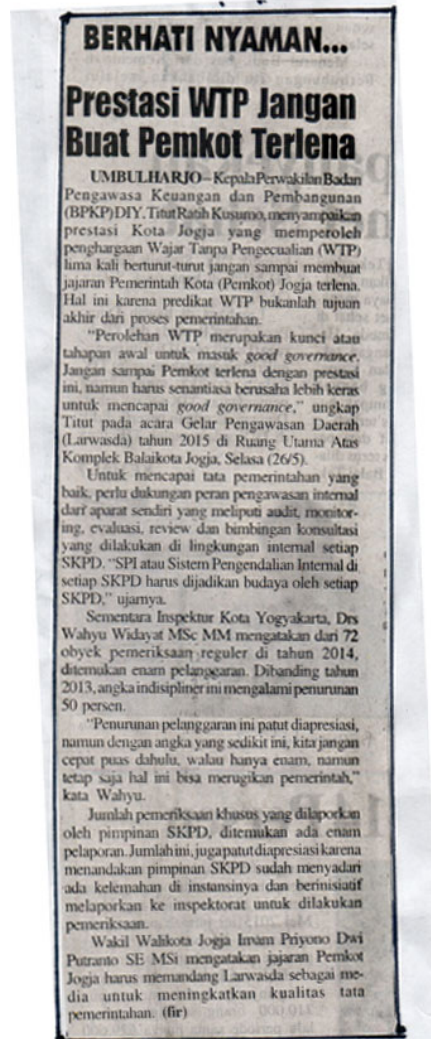 BERHATI NYAMAN...
Prestasi WTP Jangan
Buat Pemkot Terlena
UMBULHARJO – Kepala Perwakilan Badan
Pengawasa Keuangan dan Pembangunan
(BPKP) DIY, Titut Ratih Kusumo, menyampaikan
prestasi Kota Jogja yang memperoleh
penghargaan Wajar Tanpa Pengecualian (WTP)
lima kali berturut-turut jangan sampai membuat
jajaran Pemerintah Kota (Pemkot) Jogja terlena.
Hal ini karena predikat WTP bukanlah tujuan
akhir dari proses pemerintahan.
"Perolehan WTP merupakan kunci atau
tahapan awal untuk masuk good governance.
Jangan sampai Pemkot terlena dengan prestasi
ini, namun harus senantiasa berusaha lebih keras
untuk mencapai good governance," ungkap
Titut pada acara Gelar Pengawasan Daerah
(Larwasda) tahun 2015 di Ruang Utama Atas
Komplek Balaikota Jogja, Selasa (26/5).
Untuk mencapai tata pemerintahan yang
baik, perlu dukungan peran pengawasan internal
dari aparat sendiri yang meliputi audit, monitor-
ing, evaluasi, review dan bimbingan konsultasi
yang dilakukan di lingkungan internal setiap
SKPD. "SPI atau Sistem Pengendalian Internal di
setiap SKPD harus dijadikan budaya oleh setiap
SKPD," ujarnya.
Sementara Inspektur Kota Yogyakarta, Drs
Wahyu Widayat MSc MM mengatakan dari 72
obyek pemeriksaan reguler di tahun 2014,
ditemukan enam pelanggaran. Dibanding tahun
2013, angka indisipliner ini mengalami penurunan
50 persen.
"Penurunan pelanggaran ini patut diapresiasi,
namun dengan angka yang sedikit ini, kita jangan
cepat puas dahulu, walau hanya enam, namun
tetap saja hal ini bisa merugikan pemerintah,"
kata Wahyu.
Jumlah pemeriksaan khusus yang dilaporkan
oleh pimpinan SKPD, ditemukan ada enam
pelaporan. Jumlah ini, juga patut diapresiasi karena
menandakan pimpinan SKPD sudah menyadari
ada kelemahan di instansinya dan berinisiatif
melaporkan ke inspektorat untuk dilakukan
pemeriksaan.
Wakil Walikota Jogja Imam Priyono Dwi
Putranto SE MSi mengatakan jajaran Pemkot
Jogja harus memandang Larwasda sebagai me-
dia untuk meningkatkan kualitas tata
pemerintahan. (fir)